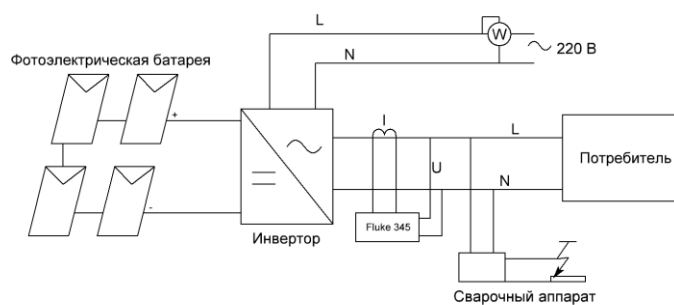 L
W
220 В
N
Фотоэлектрическая батарея
+
-
Инвертор
I
L
U
N
Fluke 345
Потребитель
Сварочный аппарат